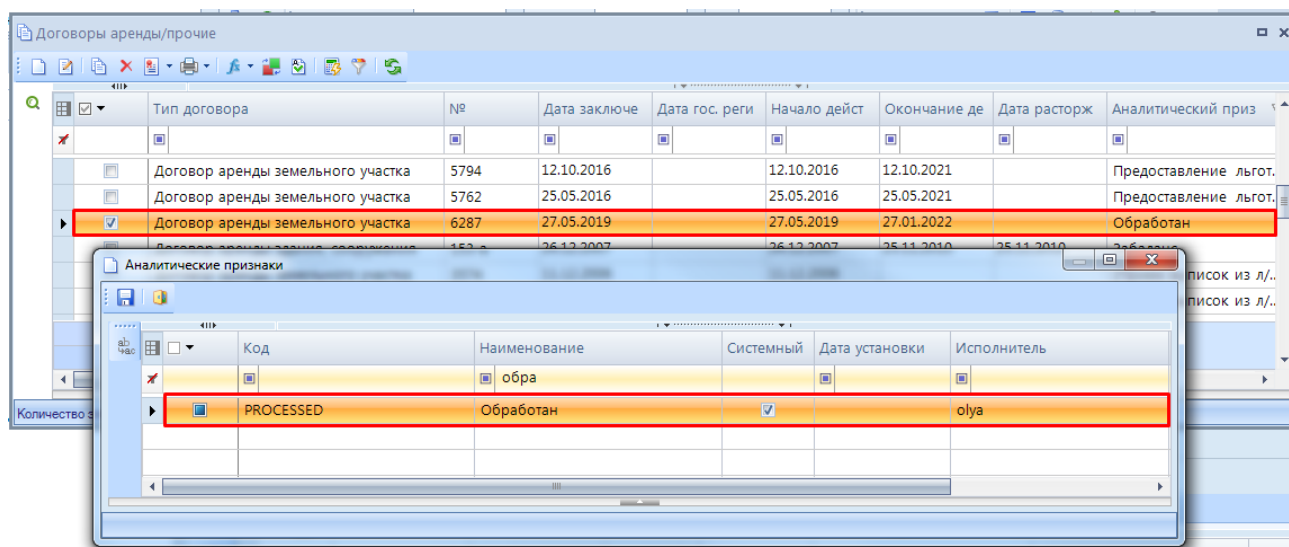 Договоры аренды/прочие
Тип договора № Дата заключе Дата гос. реги Начало дейст Окончание де Дата расторж Аналитический приз
Договор аренды земельного участка 5794 12.10.2016 12.10.2016 12.10.2021 Предоставление льгот.
Договор аренды земельного участка 5762 25.05.2016 25.05.2016 25.05.2021 Предоставление льгот.
Договор аренды земельного участка 6287 27.05.2019 27.05.2019 27.01.2022 Обработан
Договор аренды здания, сооружения 153-а 26.12.2007 26.12.2007 25.11.2010 25.11.2010 Забаланс
Аналитические признаки
писок из л/..
писок из л/..
Код Наименование Системный Дата установки Исполнитель
обра
PROCESSED Обработан olya
Количество з